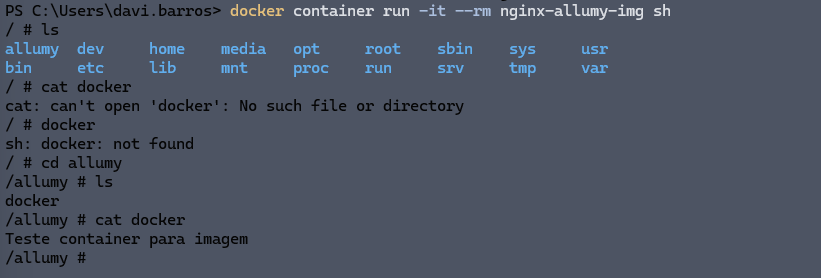 PS C:\Users\davi.barros> docker container run -it --rm nginx-allumy-img sh
/ # ls
allumy  dev     home    media   opt     root    sbin    sys     usr
bin     etc     lib     mnt     proc    run     srv     tmp     var
/ # cat docker
cat: can't open 'docker': No such file or directory
/ # docker
sh: docker: not found
/ # cd allumy
/allumy # ls
docker
/allumy # cat docker
Teste container para imagem
/allumy #